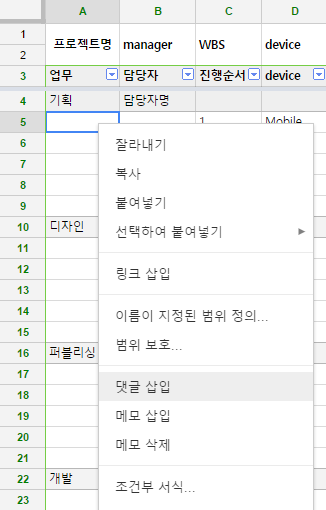 A B C D
1 프로젝트명 manager WBS device
2
3 업무 담당자 진행순서 device
4 기획 담당자명
5 1 Mobile
6 잘라내기
7 복사
8 붙여넣기
9 선택하여 붙여넣기
10 디자인
11
12 링크 삽입
13
14 이름이 지정된 범위 정의...
15 범위 보호...
16 퍼블리싱
17 댓글 삽입
18
19 메모 삽입
20 메모 삭제
21
22 개발 조건부 서식...
23